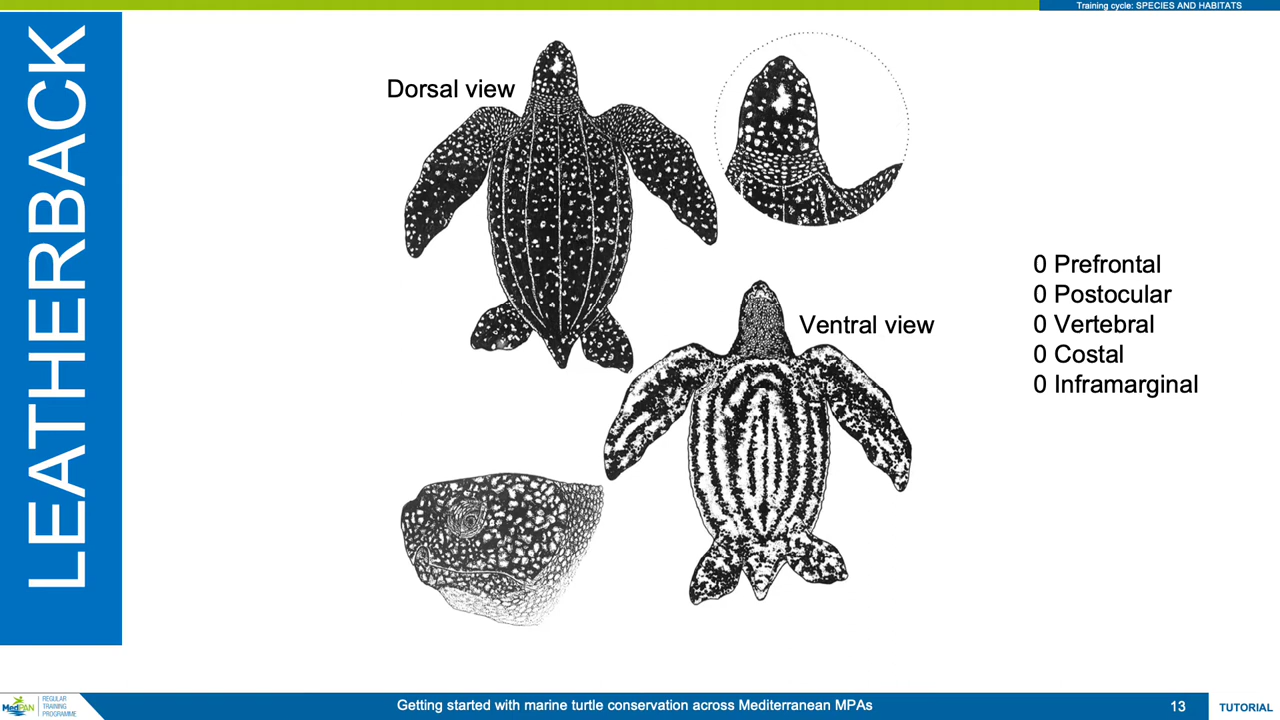 Training cycle: SPECIES AND HABITATS
LEATHERBACK
Dorsal view
Ventral view
0 Prefrontal
0 Postocular
0 Vertebral
0 Costal
0 Inframarginal
MedPAN
REGULAR
TRAINING
PROGRAMME
Getting started with marine turtle conservation across Mediterranean MPAs
13
TUTORIAL